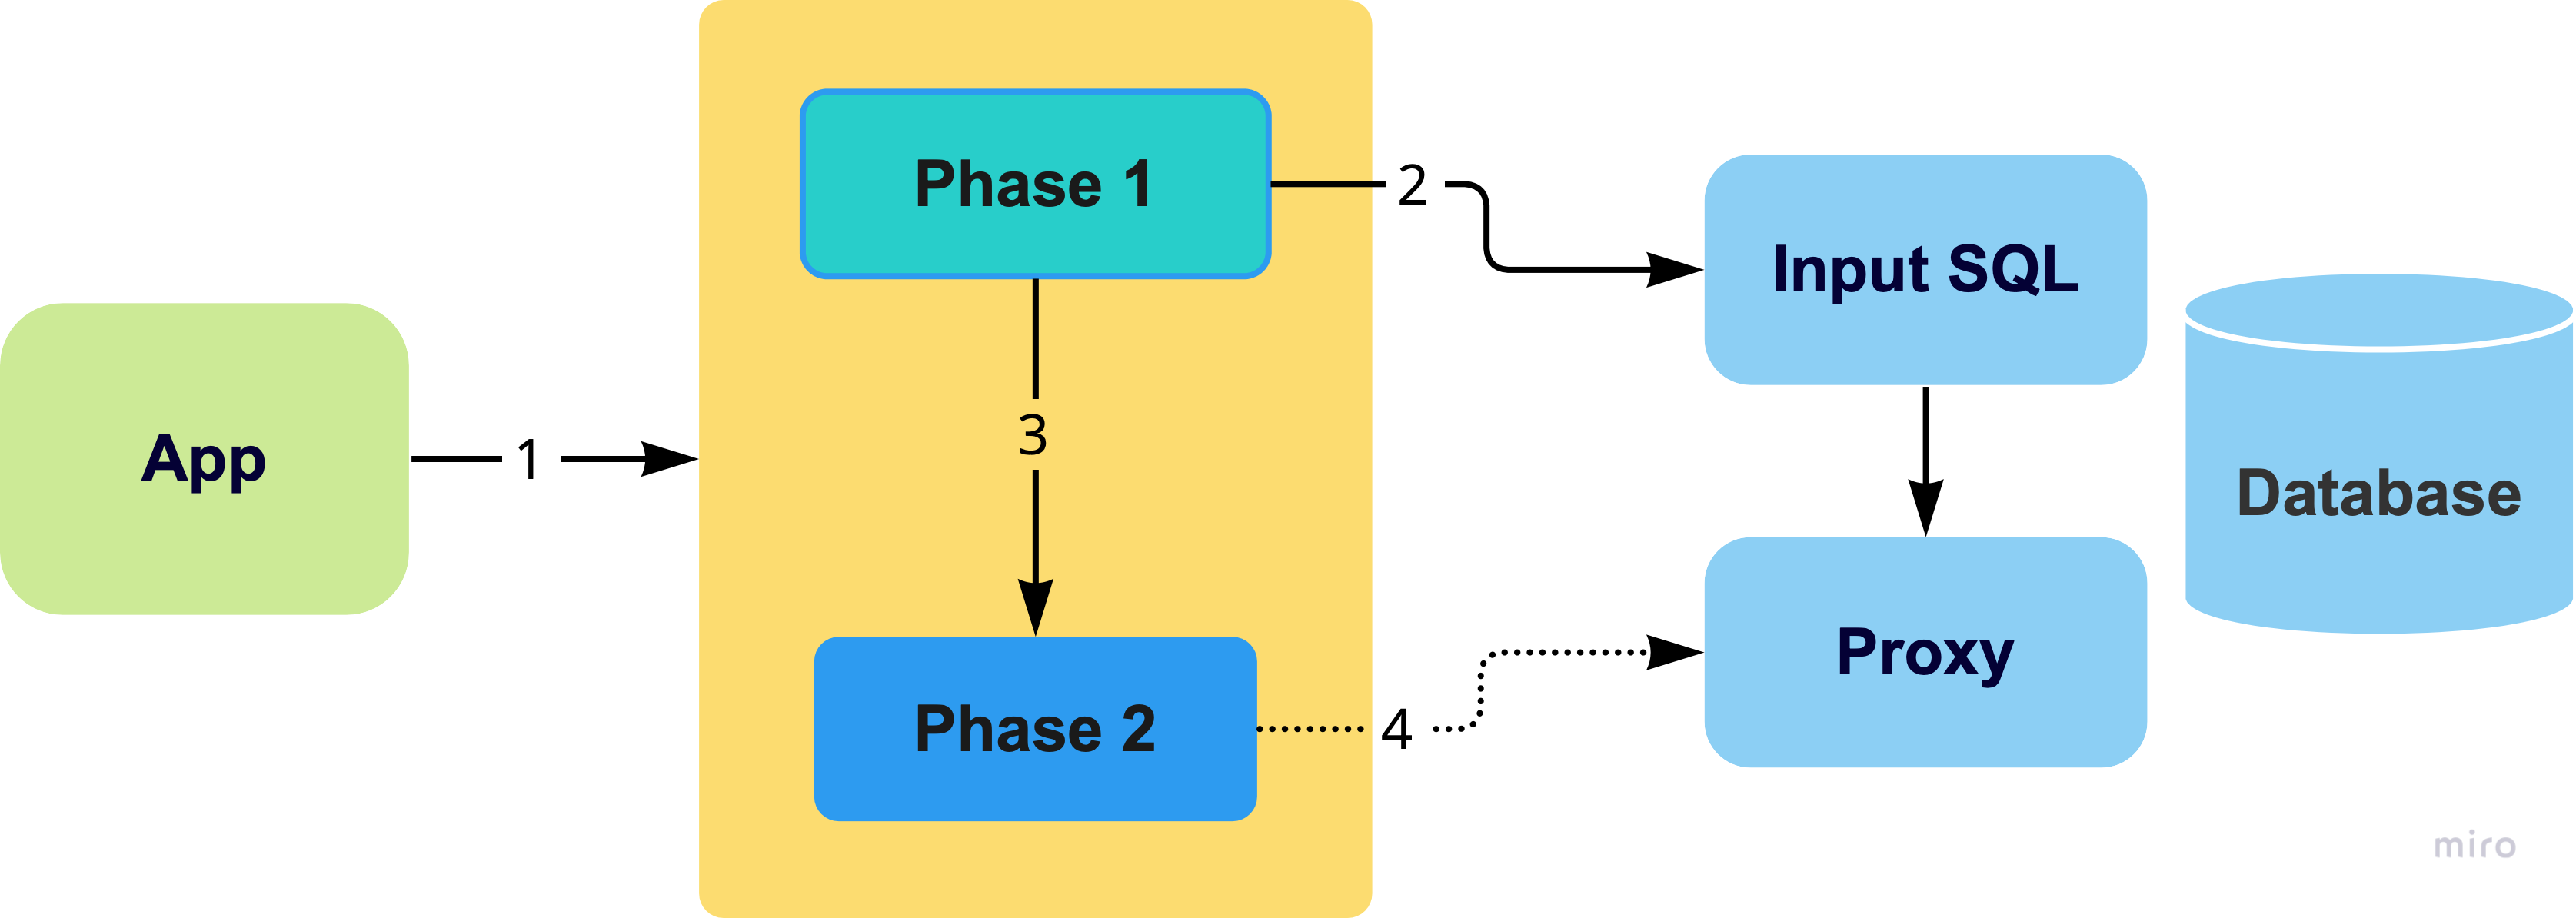 Phase 1
2
Input SQL
App
1
3
Database
Phase 2
4
Proxy
miro